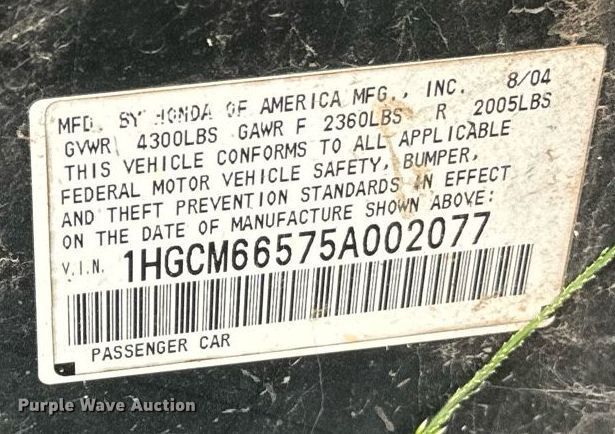 MFD. BY HONDA OF AMERICA MFG., INC. 8/04
GVWR 4300LBS GAWR F 2360LBS R 2005LBS
THIS VEHICLE CONFORMS TO ALL APPLICABLE
FEDERAL MOTOR VEHICLE SAFETY, BUMPER,
AND THEFT PREVENTION STANDARDS IN EFFECT
ON THE DATE OF MANUFACTURE SHOWN ABOVE:
V.I.N. 1HGCM66575A002077
PASSENGER CAR
Purple Wave Auction